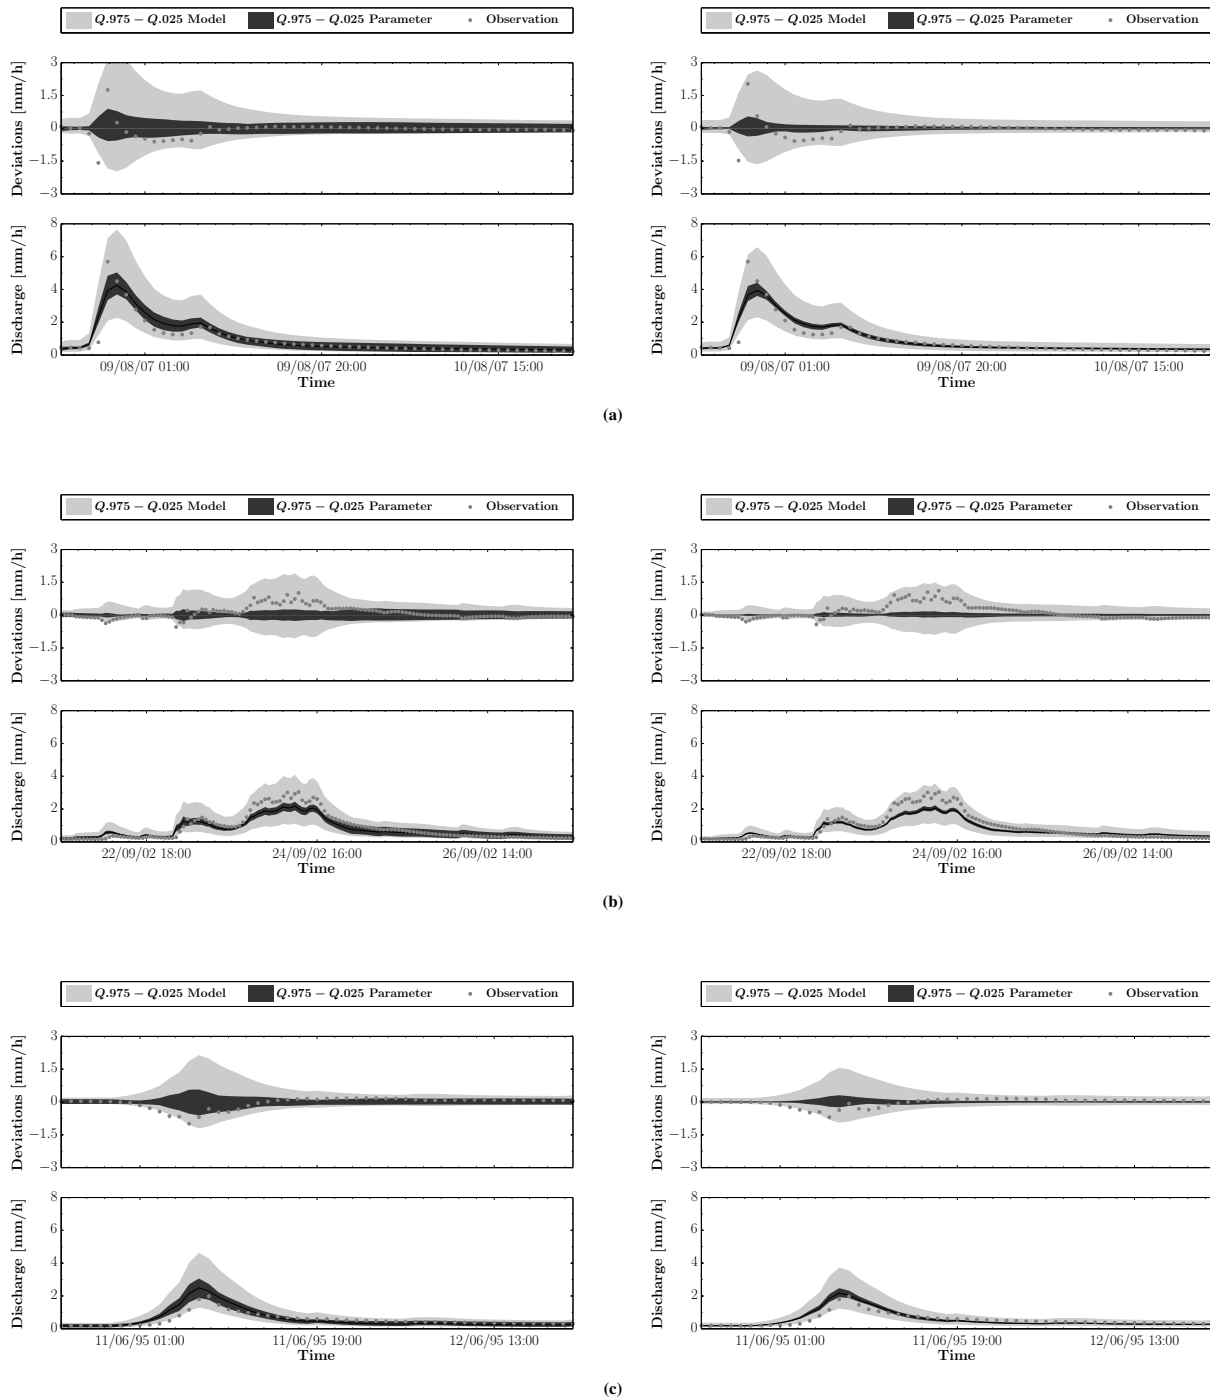 Q.975 − Q.025 Model Q.975 − Q.025 Parameter Observation
Deviations [mm/h]
3
1.5
0
−1.5
−3
Discharge [mm/h]
8
6
4
2
0
09/08/07 01:00 09/08/07 20:00 10/08/07 15:00
Time
Q.975 − Q.025 Model Q.975 − Q.025 Parameter Observation
Deviations [mm/h]
3
1.5
0
−1.5
−3
Discharge [mm/h]
8
6
4
2
0
09/08/07 01:00 09/08/07 20:00 10/08/07 15:00
Time
(a)
Q.975 − Q.025 Model Q.975 − Q.025 Parameter Observation
Deviations [mm/h]
3
1.5
0
−1.5
−3
Discharge [mm/h]
8
6
4
2
0
22/09/02 18:00 24/09/02 16:00 26/09/02 14:00
Time
Q.975 − Q.025 Model Q.975 − Q.025 Parameter Observation
Deviations [mm/h]
3
1.5
0
−1.5
−3
Discharge [mm/h]
8
6
4
2
0
22/09/02 18:00 24/09/02 16:00 26/09/02 14:00
Time
(b)
Q.975 − Q.025 Model Q.975 − Q.025 Parameter Observation
Deviations [mm/h]
3
1.5
0
−1.5
−3
Discharge [mm/h]
8
6
4
2
0
11/06/95 01:00 11/06/95 19:00 12/06/95 13:00
Time
Q.975 − Q.025 Model Q.975 − Q.025 Parameter Observation
Deviations [mm/h]
3
1.5
0
−1.5
−3
Discharge [mm/h]
8
6
4
2
0
11/06/95 01:00 11/06/95 19:00 12/06/95 13:00
Time
(c)